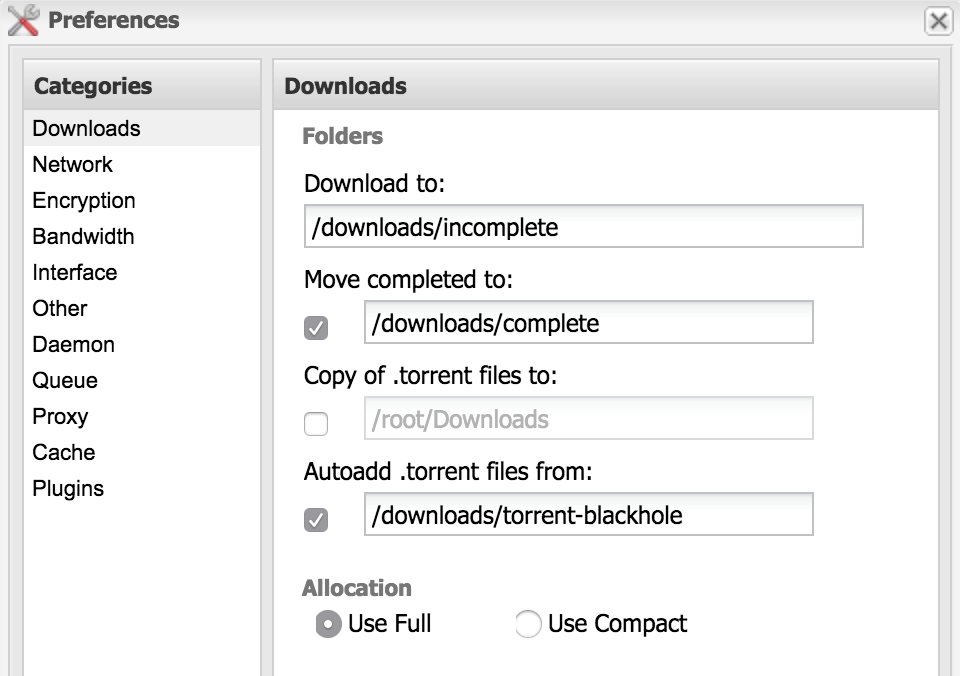 Preferences
Categories
Downloads
Network
Encryption
Bandwidth
Interface
Other
Daemon
Queue
Proxy
Cache
Plugins
Downloads
Folders
Download to:
/downloads/incomplete
Move completed to:
/downloads/complete
Copy of .torrent files to:
/root/Downloads
Autoadd .torrent files from:
/downloads/torrent-blackhole
Allocation
Use Full Use Compact